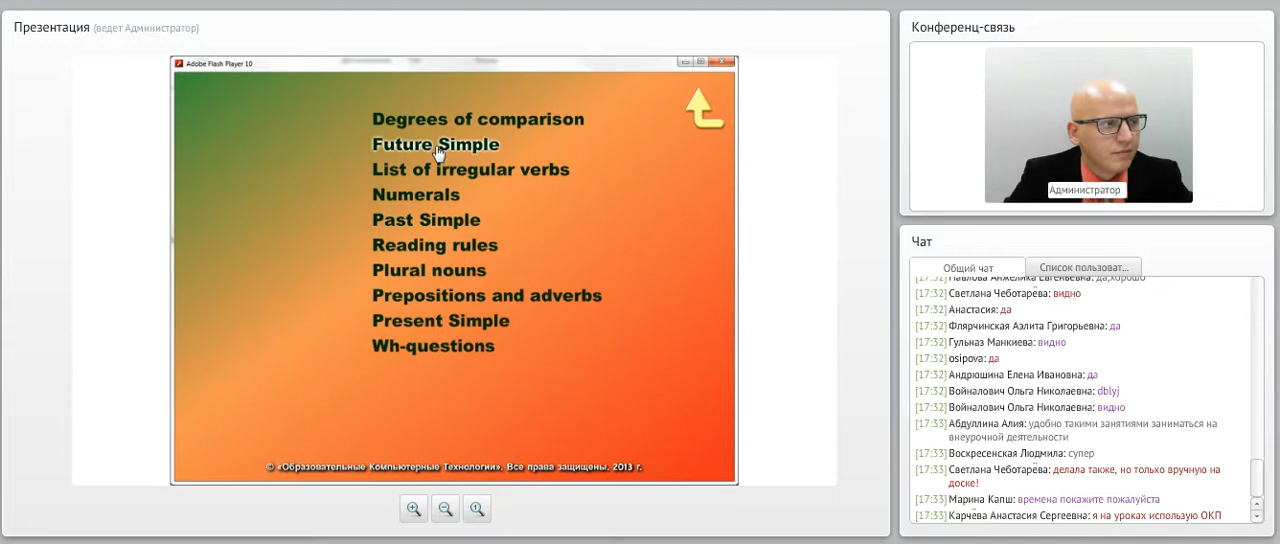 Презентация (ведет Администратор)
Adobe Flash Player 10
Degrees of comparison
Future Simple
List of irregular verbs
Numerals
Past Simple
Reading rules
Plural nouns
Prepositions and adverbs
Present Simple
Wh-questions
© «Образовательные Компьютерные Технологии». Все права защищены, 2013 г.
Конференц-связь
Администратор
Чат
Общий чат
Список пользоват...
Павлова Анжелика Евгеньевна: да,хорошо
[17:32] Светлана Чеботарёва: видно
[17:32] Анастасия: да
[17:32] Флярчинская Аэлита Григорьевна: да
[17:32] Гульназ Манкиева: видно
[17:32] osipova: да
[17:32] Андрюшина Елена Ивановна: да
[17:32] Войналович Ольга Николаевна: dblyj
[17:32] Войналович Ольга Николаевна: видно
[17:33] Абдуллина Алия: удобно такими занятиями заниматься на
внеурочной деятельности
[17:33] Воскресенская Людмила: супер
[17:33] Светлана Чеботарёва: делала также, но только вручную на
доске!
[17:33] Марина Капш: времена покажите пожалуйста
[17:33] Карчёва Анастасия Сергеевна: я на уроках использую ОКП